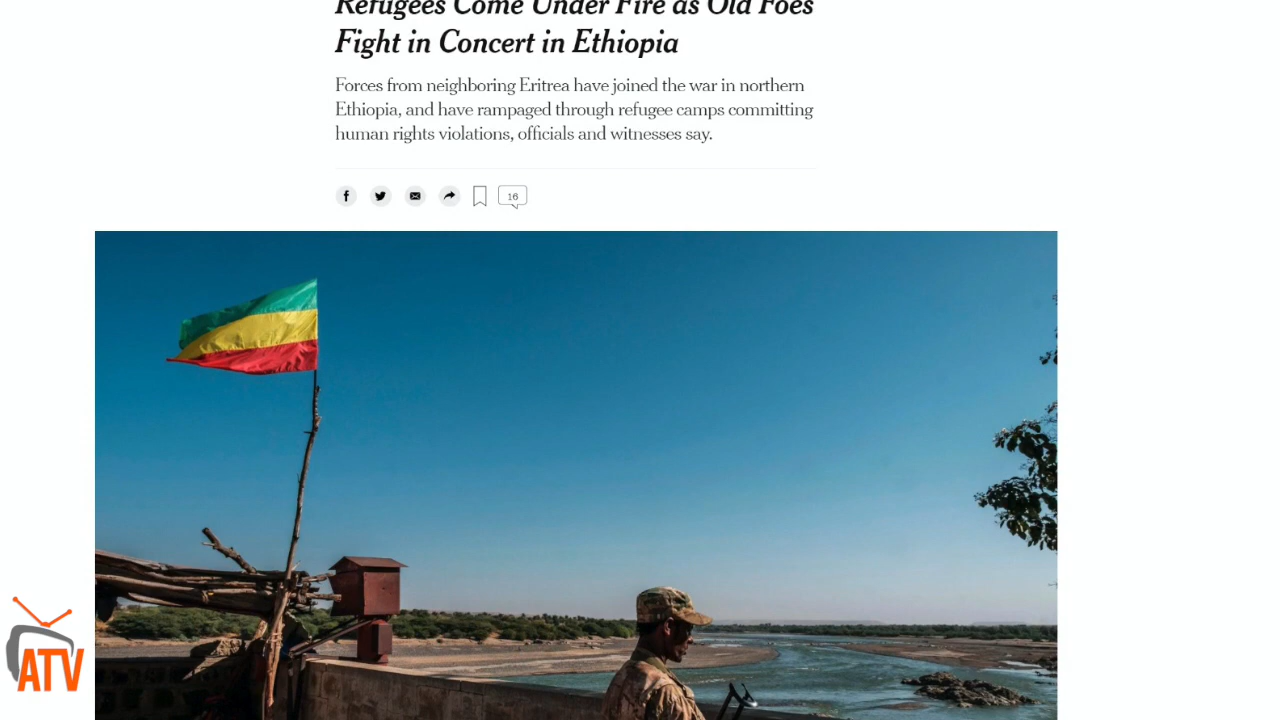 Refugees Come Under Fire as Old Foes
Fight in Concert in Ethiopia
Forces from neighboring Eritrea have joined the war in northern
Ethiopia, and have rampaged through refugee camps committing
human rights violations, officials and witnesses say.
16
ATV